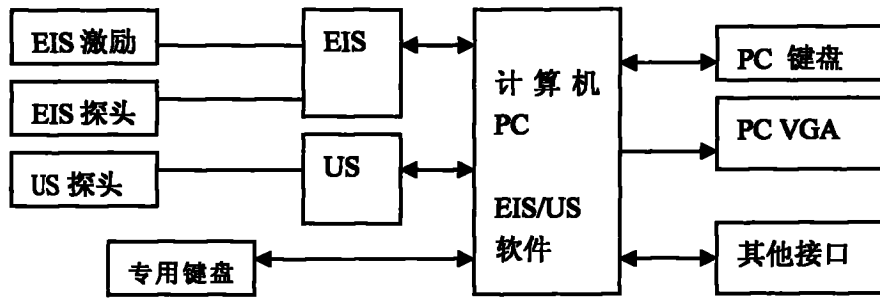 EIS 激励
EIS 探头
US 探头
EIS
US
专用键盘
计 算 机
PC
EIS/US
软件
PC 键盘
PC VGA
其他接口